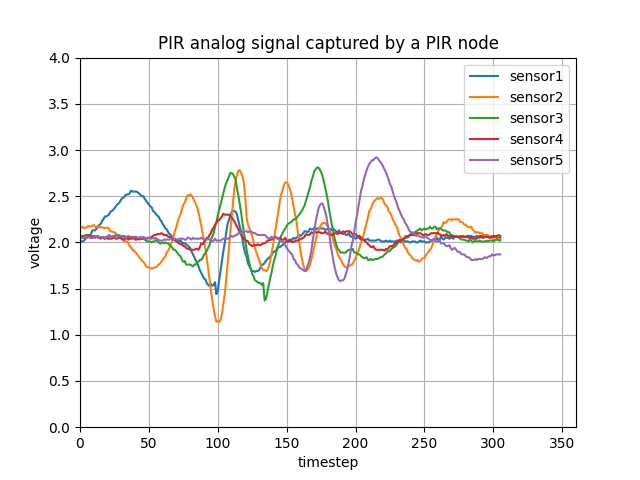 PIR analog signal captured by a PIR node
4.0
3.5
3.0
2.5
2.0
1.5
1.0
0.5
0.0
voltage
sensor1
sensor2
sensor3
sensor4
sensor5
0 50 100 150 200 250 300 350
timestep